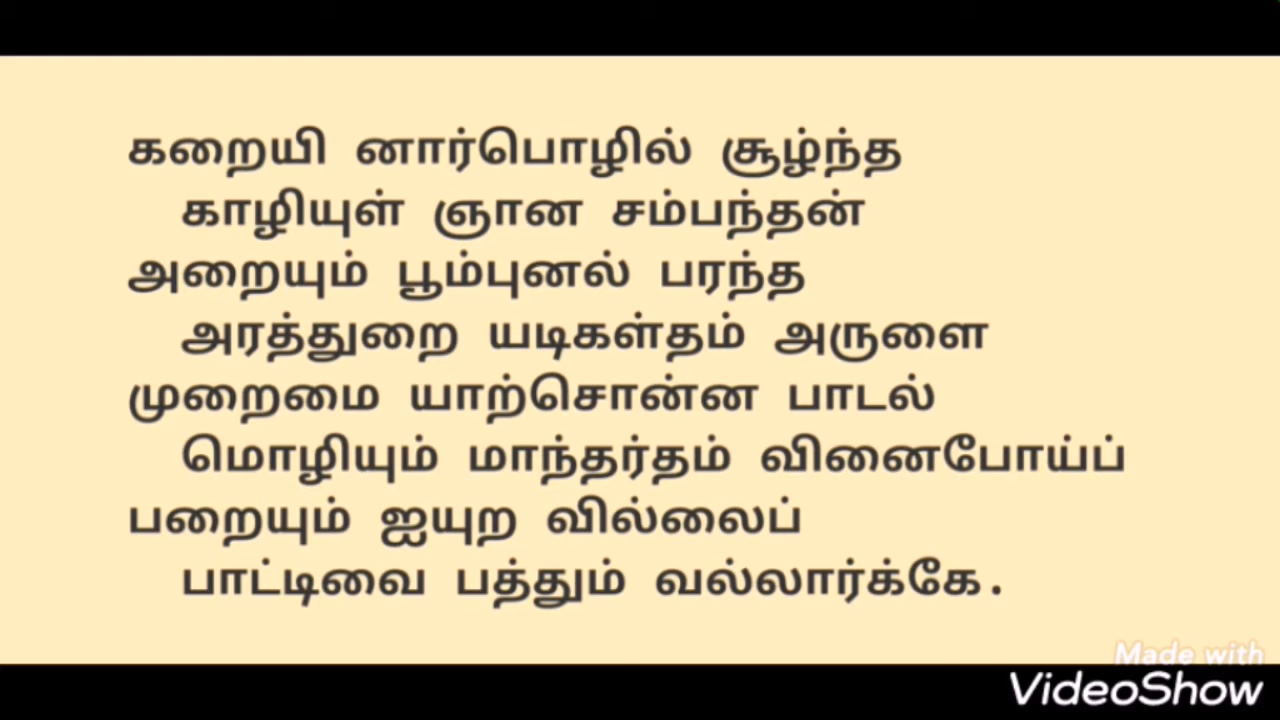 கறையி னார்பொழில் சூழ்ந்த
காழியுள் ஞான சம்பந்தன்
அறையும் பூம்புனல் பரந்த
அரத்துறை யடிகள்தம் அருளை
முறைமை யாற்சொன்ன பாடல்
மொழியும் மாந்தர்தம் வினைபோய்ப்
பறையும் ஐயுற வில்லைப்
பாட்டிவை பத்தும் வல்லார்க்கே.
Made with
VideoShow